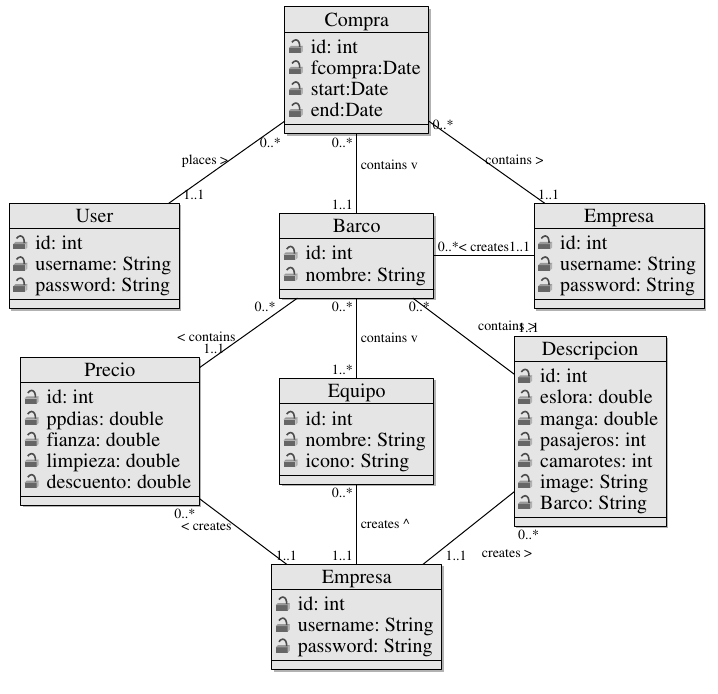 Compra
id: int
fcompra:Date
start:Date
end:Date
0..*
0..*
0..*
places >
contains v
contains >
1..1
1..1
1..1
User
id: int
username: String
password: String
Barco
id: int
nombre: String
0..*
< creates
1..1
Empresa
id: int
username: String
password: String
0..*
0..*
0..*
< contains
contains v
contains >
1..1
1..*
1..1
Precio
id: int
ppdias: double
fianza: double
limpieza: double
descuento: double
Equipo
id: int
nombre: String
icono: String
Descripcion
id: int
eslora: double
manga: double
pasajeros: int
camarotes: int
image: String
Barco: String
0..*
0..*
0..*
< creates
creates ^
creates >
1..1
1..1
1..1
Empresa
id: int
username: String
password: String